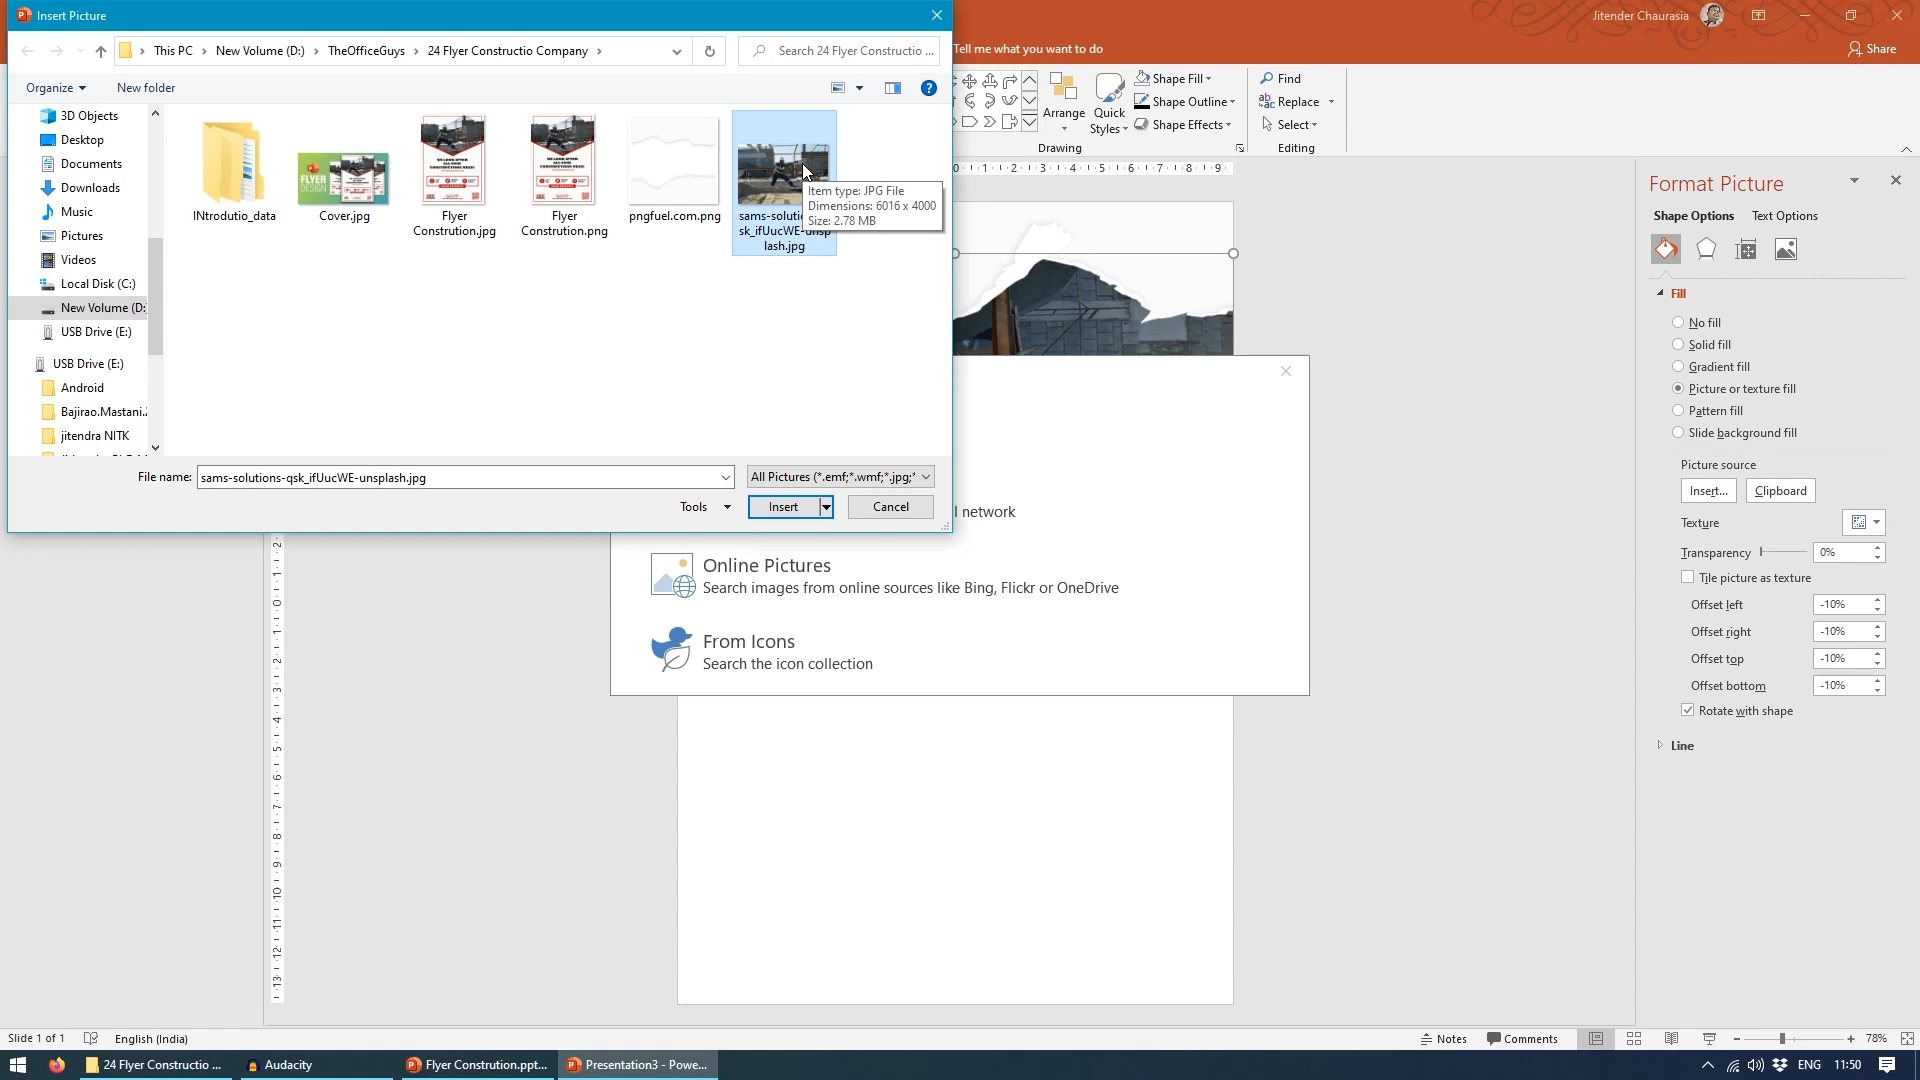 Insert Picture
Jitender Chaurasia
This PC
New Volume (D:)
TheOfficeGuys
24 Flyer Constructio Company
Search 24 Flyer Constructio ...
Tell me what you want to do
Share
Organize
New folder
3D Objects
Desktop
Documents
Downloads
Music
Pictures
Videos
Local Disk (C:)
New Volume (D:
USB Drive (E:)
USB Drive (E:)
Android
Bajirao.Mastani.
jitendra NITK
INtrodutio_data
Cover.jpg
Flyer
Constrution.jpg
Flyer
Constrution.png
pngfuel.com.png
sams-solutio
sk_ifUucWE-unsp
lash.jpg
Item type: JPG File
Dimensions: 6016 x 4000
Size: 2.78 MB
File name:
sams-solutions-qsk_ifUucWE-unsplash.jpg
All Pictures (*.emf;*.wmf;*.jpg;*
Tools
Insert
Cancel
Arrange
Quick
Styles
Shape Fill
Shape Outline
Shape Effects
Drawing
Find
Replace
Select
Editing
l network
Online Pictures
Search images from online sources like Bing, Flickr or OneDrive
From Icons
Search the icon collection
Format Picture
Shape Options
Text Options
Fill
No fill
Solid fill
Gradient fill
Picture or texture fill
Pattern fill
Slide background fill
Picture source
Insert...
Clipboard
Texture
Transparency
0%
Tile picture as texture
Offset left
-10%
Offset right
-10%
Offset top
-10%
Offset bottom
-10%
Rotate with shape
Line
Slide 1 of 1
English (India)
Notes
Comments
78%
24 Flyer Constructio ...
Audacity
Flyer Constrution.ppt...
Presentation3 - Powe...
ENG
11:50